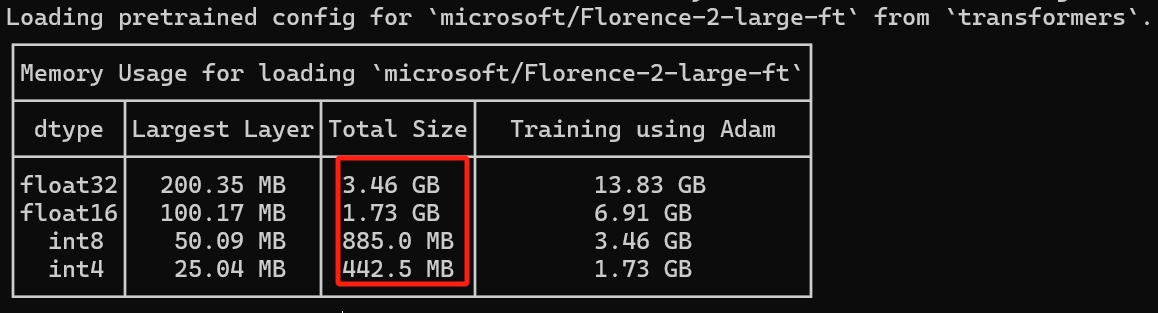 Loading pretrained config for `microsoft/Florence-2-large-ft` from `transformers`.
Memory Usage for loading `microsoft/Florence-2-large-ft`
dtype Largest Layer Total Size Training using Adam
float32 200.35 MB 3.46 GB 13.83 GB
float16 100.17 MB 1.73 GB 6.91 GB
int8 50.09 MB 885.0 MB 3.46 GB
int4 25.04 MB 442.5 MB 1.73 GB